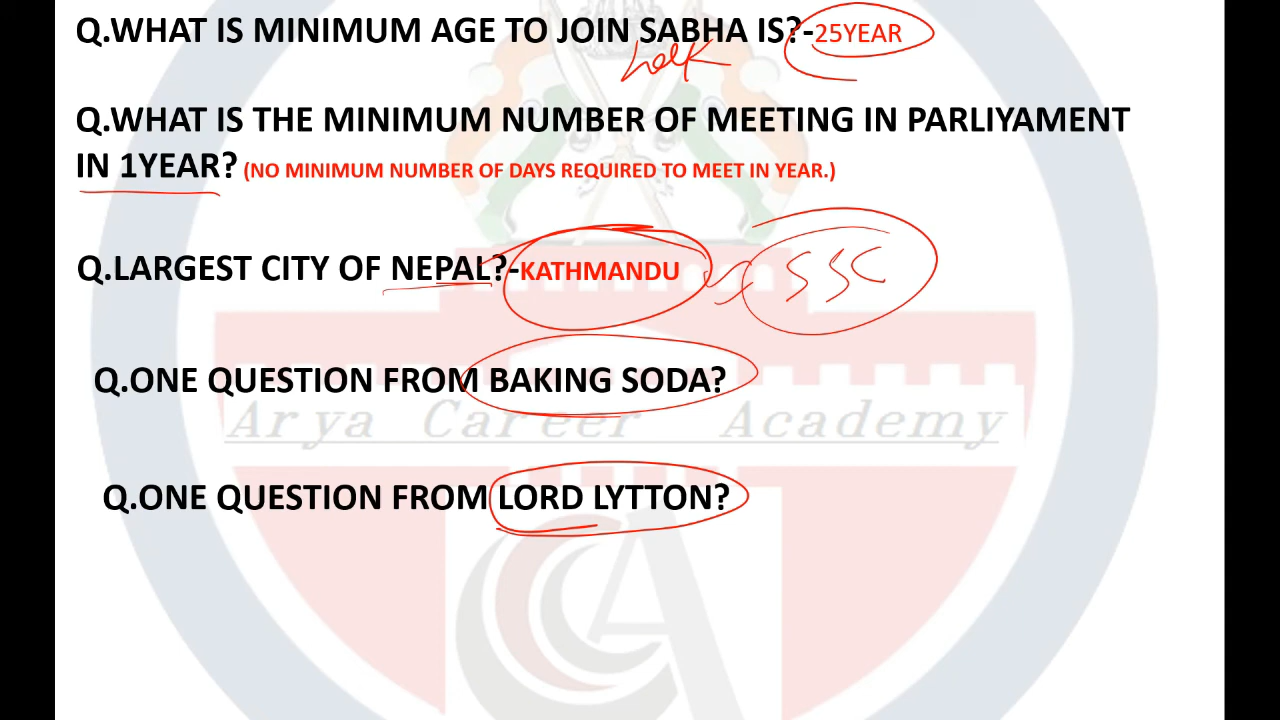 Q.WHAT IS MINIMUM AGE TO JOIN SABHA IS?-25YEAR
Lok
Q.WHAT IS THE MINIMUM NUMBER OF MEETING IN PARLIYAMENT
IN 1YEAR? (NO MINIMUM NUMBER OF DAYS REQUIRED TO MEET IN YEAR.)
Q.LARGEST CITY OF NEPAL?-KATHMANDU SSC
Q.ONE QUESTION FROM BAKING SODA?
Arya Career Academy
Q.ONE QUESTION FROM LORD LYTTON?